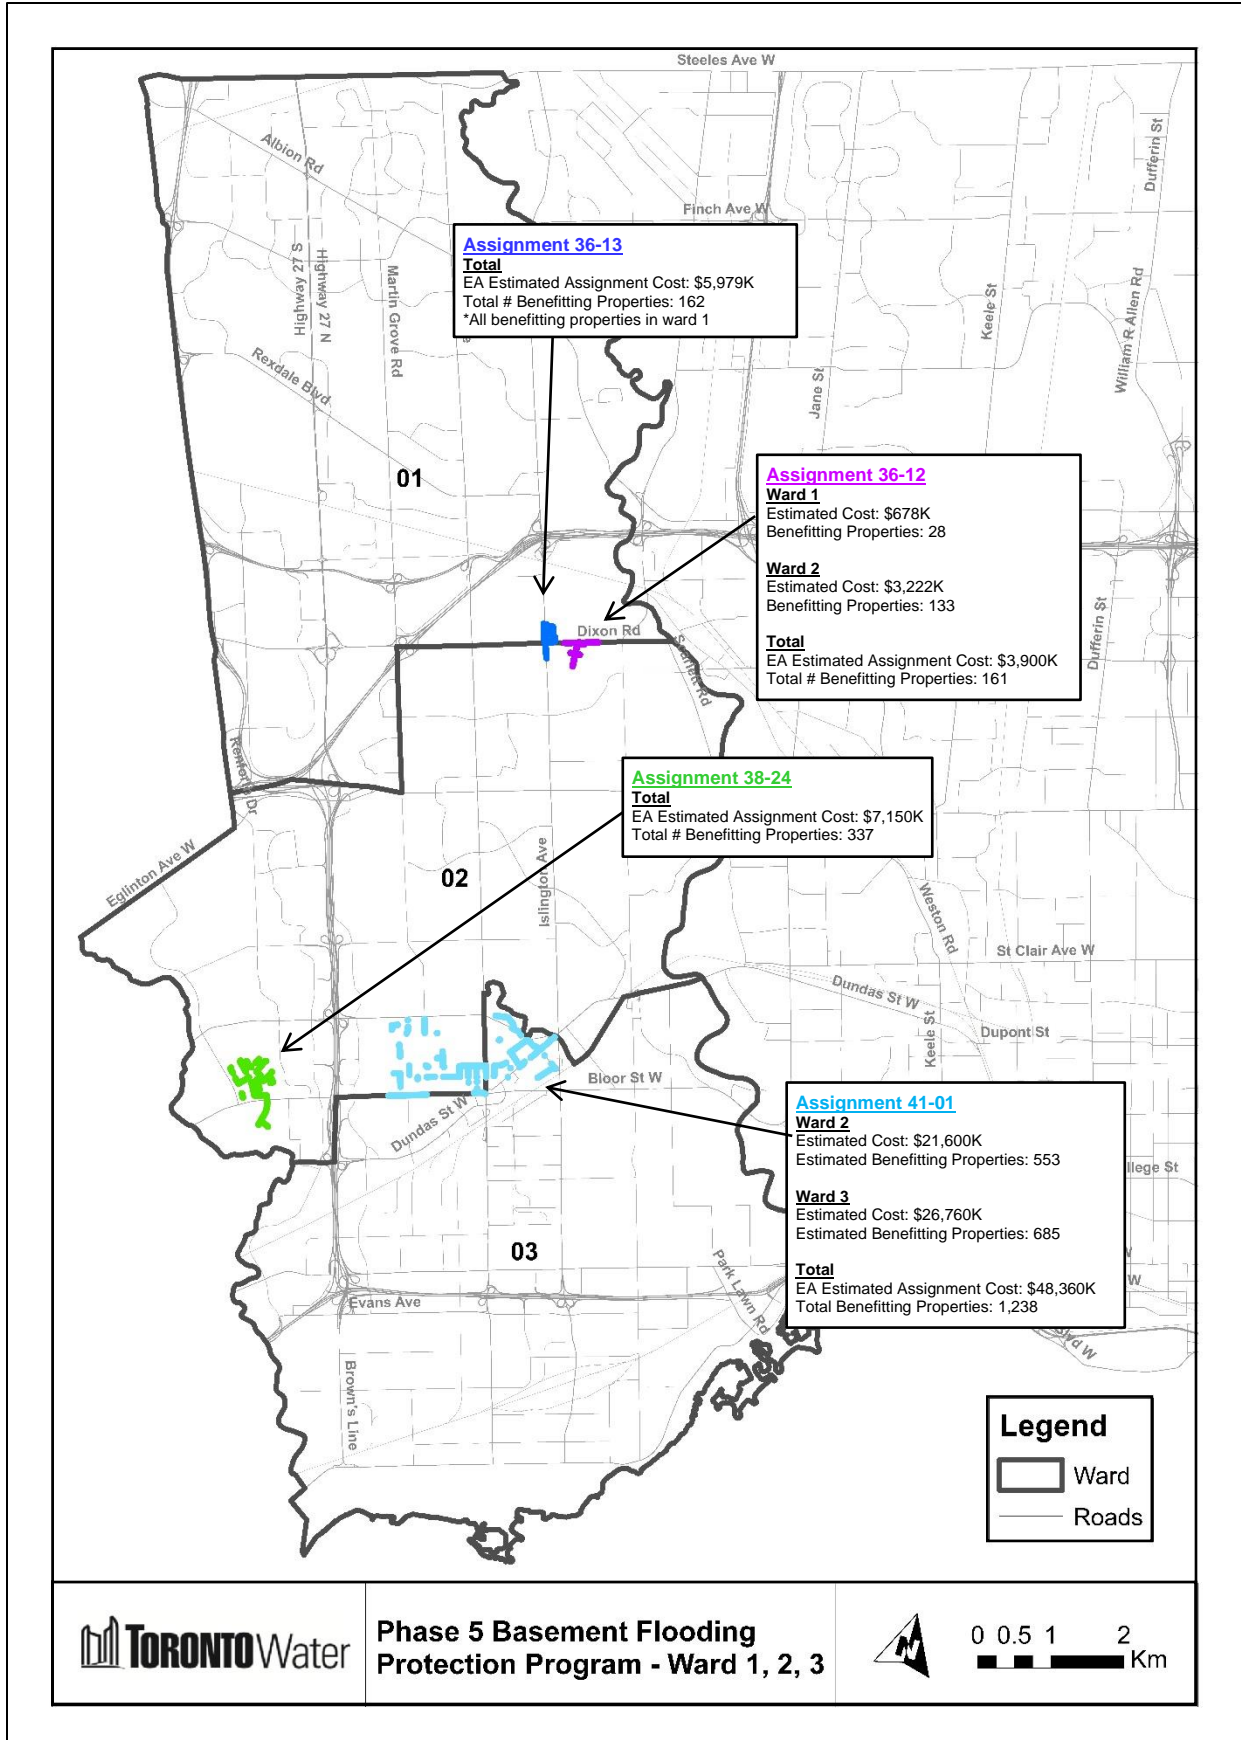 Steeles Ave W
Albion Rd
Dufferin St
Finch Ave W
Assignment 36-13
Total
EA Estimated Assignment Cost: $5,979K
Total # Benefitting Properties: 162
*All benefitting properties in ward 1
Highway 27 S
Highway 27 N
Martin Grove Rd
Keele St
William R Allen Rd
Rexdale Blvd
Jane St
01
Assignment 36-12
Ward 1
Estimated Cost: $678K
Benefitting Properties: 28
Ward 2
Estimated Cost: $3,222K
Benefitting Properties: 133
Total
EA Estimated Assignment Cost: $3,900K
Total # Benefitting Properties: 161
Dixon Rd
Dufferin St
Renforth Dr
Assignment 38-24
Total
EA Estimated Assignment Cost: $7,150K
Total # Benefitting Properties: 337
Eglinton Ave W
02
Islington Ave
Weston Rd
St Clair Ave W
Dundas St W
Keele St
Dupont St
Bloor St W
Dundas St W
Assignment 41-01
Ward 2
Estimated Cost: $21,600K
Estimated Benefitting Properties: 553
Ward 3
Estimated Cost: $26,760K
Estimated Benefitting Properties: 685
Total
EA Estimated Assignment Cost: $48,360K
Total Benefitting Properties: 1,238
llege St
W
W
03
Park Lawn Rd
Evans Ave
Blvd W
Brown's Line
Legend
Ward
Roads
TORONTO Water
Phase 5 Basement Flooding
Protection Program - Ward 1, 2, 3
N
0 0.5 1 2
Km